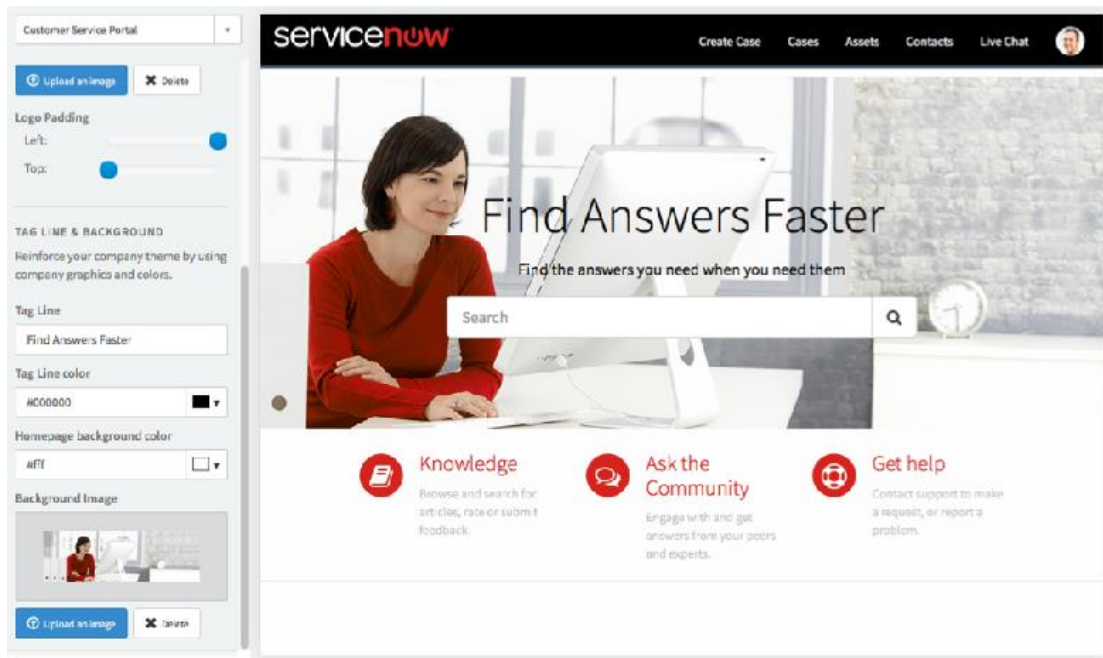 Customer Service Portal
Upload an image
Delete
Logo Padding
Left:
Top:
TAG LINE & BACKGROUND
Reinforce your company theme by using
company graphics and colors.
Tag Line
Find Answers Faster
Tag Line color
#000000
Homepage background color
#fff
Background Image
Upload an image
Delete
servicenow
Create Case
Cases
Assets
Contacts
Live Chat
Find Answers Faster
Find the answers you need when you need them
Search
Knowledge
Browse and search for
articles, rate or submit
feedback.
Ask the
Community
Engage with and get
answers from your peers
and experts.
Get help
Contact support to make
a request, or report a
problem.